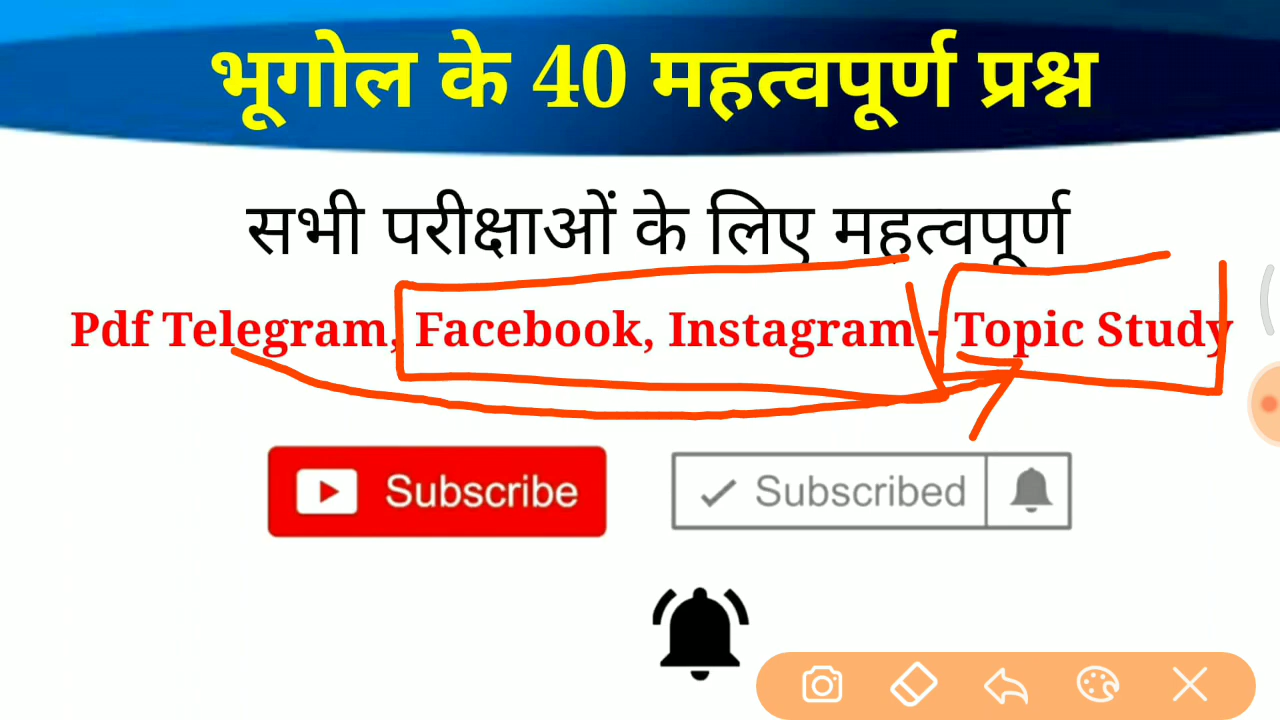 भूगोल के 40 महत्वपूर्ण प्रश्न
सभी परीक्षाओं के लिए महत्वपूर्ण
Pdf Telegram, Facebook, Instagram - Topic Study
Subscribe
Subscribed